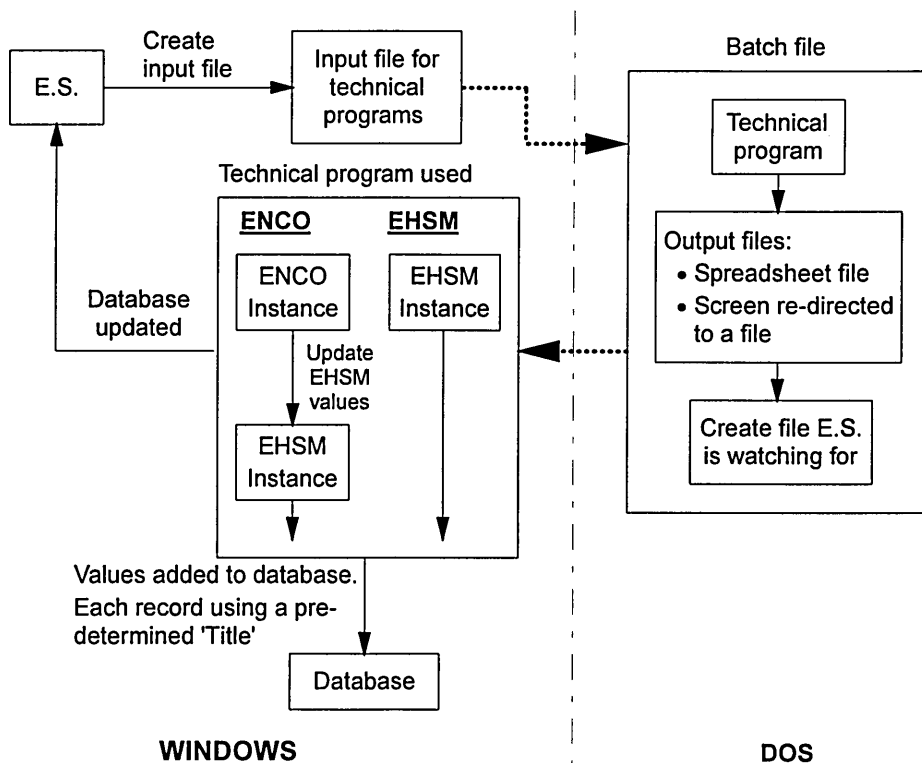 E.S.
Create
input file
Input file for
technical
programs
Batch file
Technical
program
Output files:
• Spreadsheet file
• Screen re-directed
to a file
Create file E.S.
is watching for
Technical program used
ENCO
EHSM
ENCO
Instance
EHSM
Instance
Update
EHSM
values
EHSM
Instance
Database
updated
Values added to database.
Each record using a pre-
determined 'Title'
Database
WINDOWS
DOS